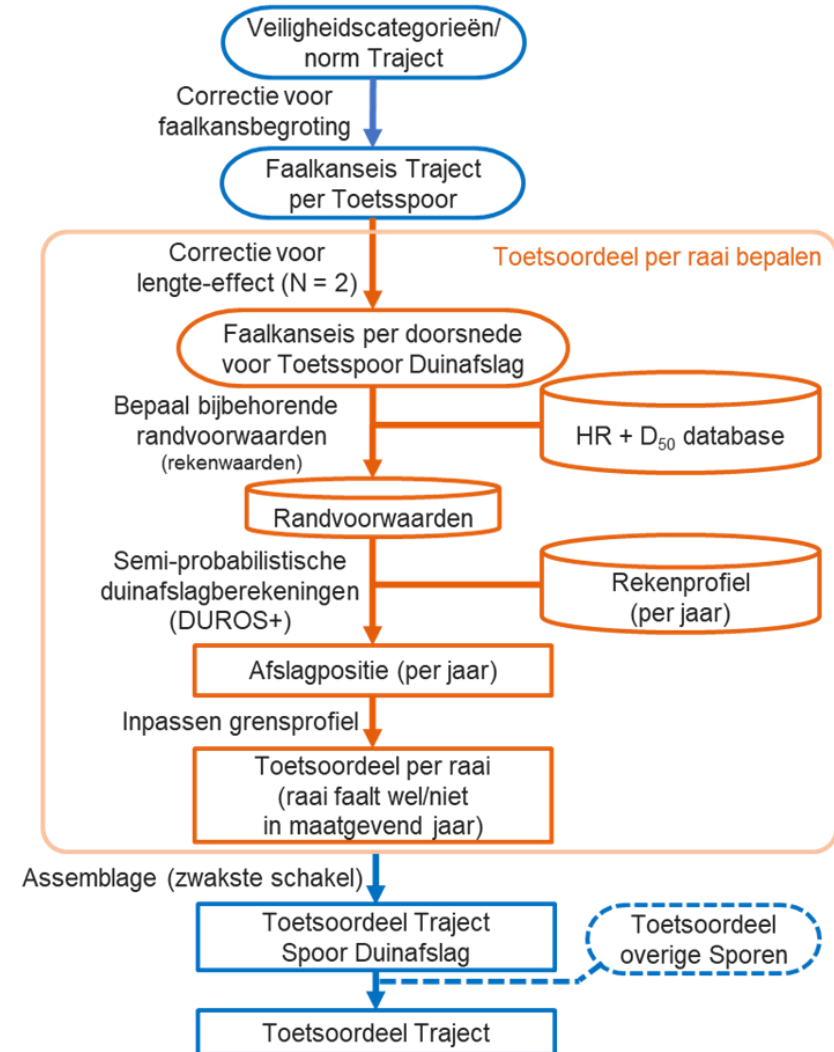 Veiligheidscategorieën/
norm Traject
Correctie voor
faalkansbegroting
Faalkanseis Traject
per Toetsspoor
Toetsoordeel per raai bepalen
Correctie voor
lengte-effect (N = 2)
Faalkanseis per doorsnede
voor Toetsspoor Duinafslag
Bepaal bijbehorende
randvoorwaarden
(rekenwaarden)
HR + D₅₀ database
Randvoorwaarden
Semi-probabilistische
duinafslagberekeningen
(DUROS+)
Rekenprofiel
(per jaar)
Afslagpositie (per jaar)
Inpassen grensprofiel
Toetsoordeel per raai
(raai faalt wel/niet
in maatgevend jaar)
Assemblage (zwakste schakel)
Toetsoordeel Traject
Spoor Duinafslag
Toetsoordeel
overige Sporen
Toetsoordeel Traject